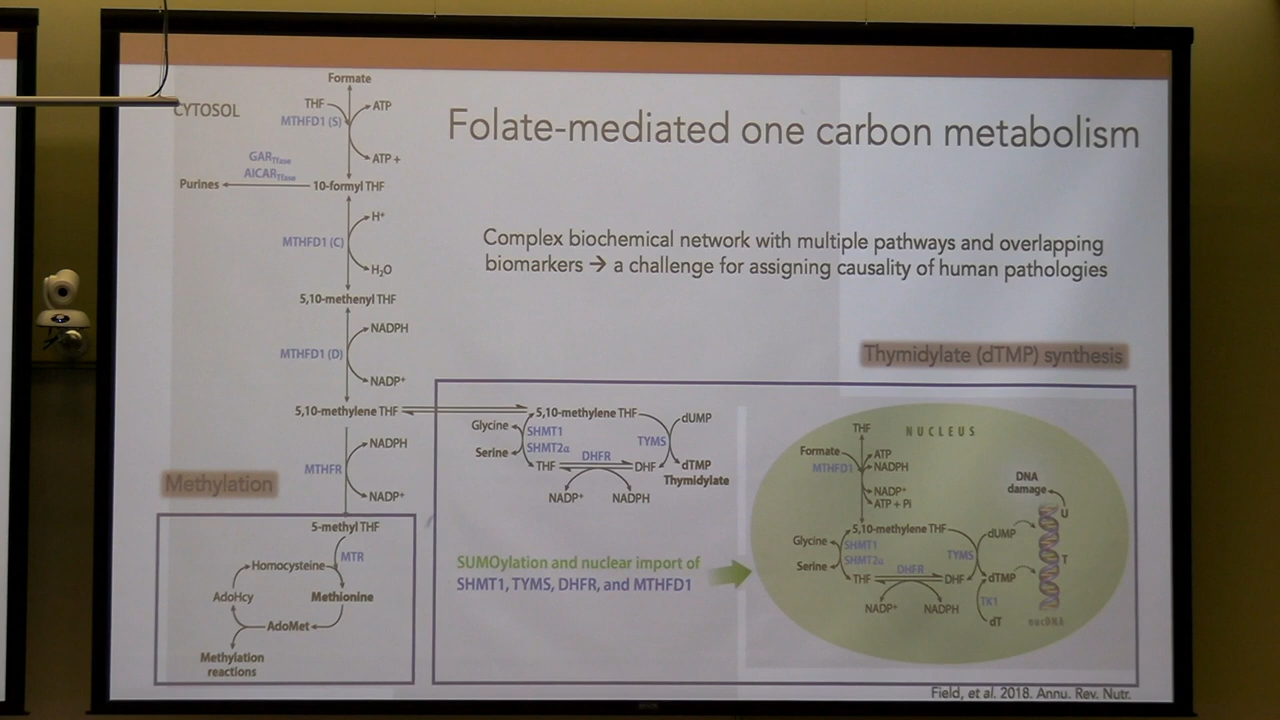 Formate
CYTOSOL
THF
ATP
MTHFD1 (S)
ATP +
GARTfase
AICARTfase
Purines
10-formyl THF
H+
MTHFD1 (C)
H2O
5,10-methenyl THF
NADPH
MTHFD1 (D)
NADP+
5,10-methylene THF
NADPH
MTHFR
NADP+
Methylation
5-methyl THF
MTR
Homocysteine
AdoHcy
Methionine
AdoMet
Methylation
reactions
Folate-mediated one carbon metabolism
Complex biochemical network with multiple pathways and overlapping
biomarkers → a challenge for assigning causality of human pathologies
Thymidylate (dTMP) synthesis
5,10-methylene THF
dUMP
Glycine
SHMT1
TYMS
SHMT2α
Serine
DHFR
THF
DHF
dTMP
Thymidylate
NADP+
NADPH
SUMOylation and nuclear import of
SHMT1, TYMS, DHFR, and MTHFD1
THF
NUCLEUS
Formate
ATP
MTHFD1
NADPH
NADP+
ATP + Pi
DNA
damage
U
5,10-methylene THF
dUMP
Glycine
SHMT1
TYMS
SHMT2α
T
Serine
DHFR
THF
DHF
dTMP
NADP+
NADPH
TK1
dT
nucDNA
Field, et al. 2018. Annu. Rev. Nutr.